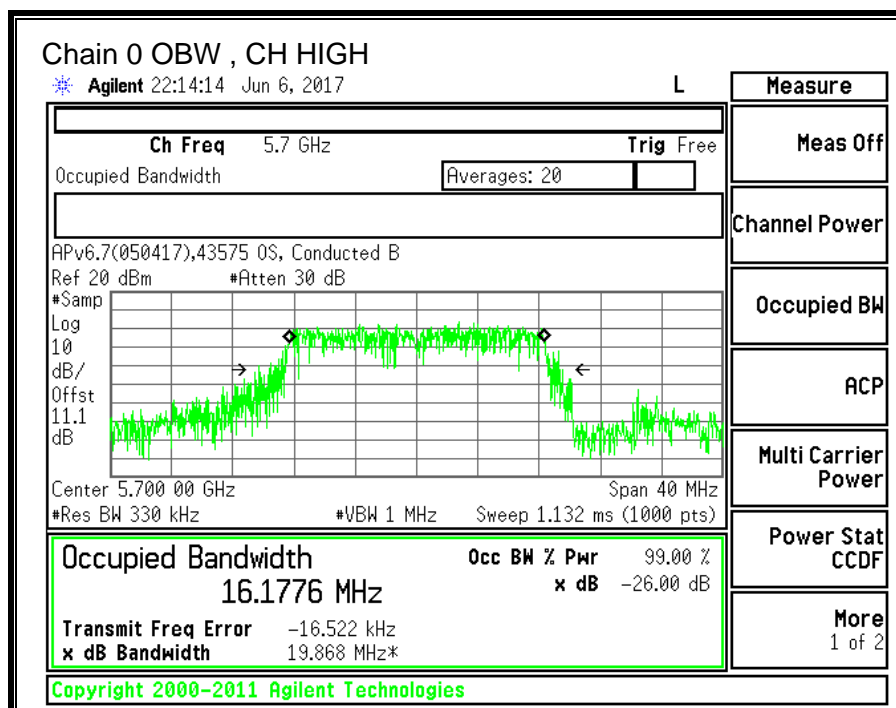 Chain 0 OBW , CH HIGH
Agilent 22:14:14 Jun 6, 2017 L
Measure
Ch Freq 5.7 GHz Trig Free
Meas Off
Occupied Bandwidth Averages: 20
Channel Power
APv6.7(050417),43575 OS, Conducted B
Ref 20 dBm #Atten 30 dB
#Samp
Log
10
dB/
Offst
11.1
dB
Occupied BW
ACP
Multi Carrier
Power
Center 5.700 00 GHz Span 40 MHz
#Res BW 330 kHz #VBW 1 MHz Sweep 1.132 ms (1000 pts)
Occupied Bandwidth Occ BW % Pwr 99.00 %
16.1776 MHz x dB -26.00 dB
Transmit Freq Error -16.522 kHz
x dB Bandwidth 19.868 MHz*
Power Stat
CCDF
More
1 of 2
Copyright 2000-2011 Agilent Technologies